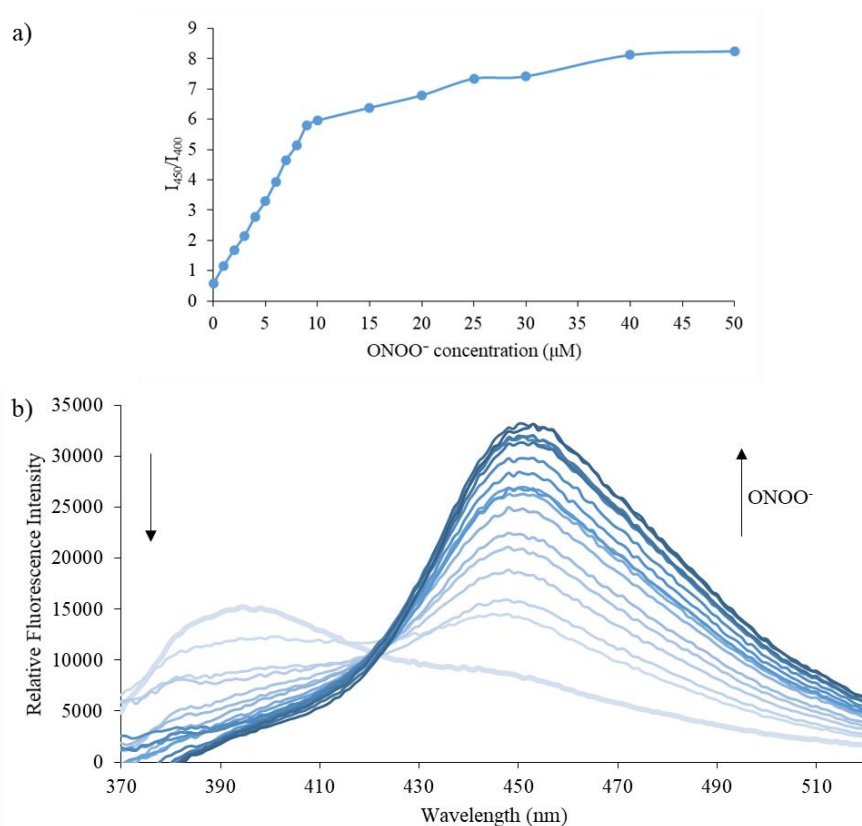 a)
9
8
7
6
5
4
3
2
1
0
I₄₅₀/I₄₀₀
0 5 10 15 20 25 30 35 40 45 50
ONOO⁻ concentration (μM)
b)
35000
30000
25000
20000
15000
10000
5000
0
Relative Fluorescence Intensity
ONOO⁻
370 390 410 430 450 470 490 510
Wavelength (nm)